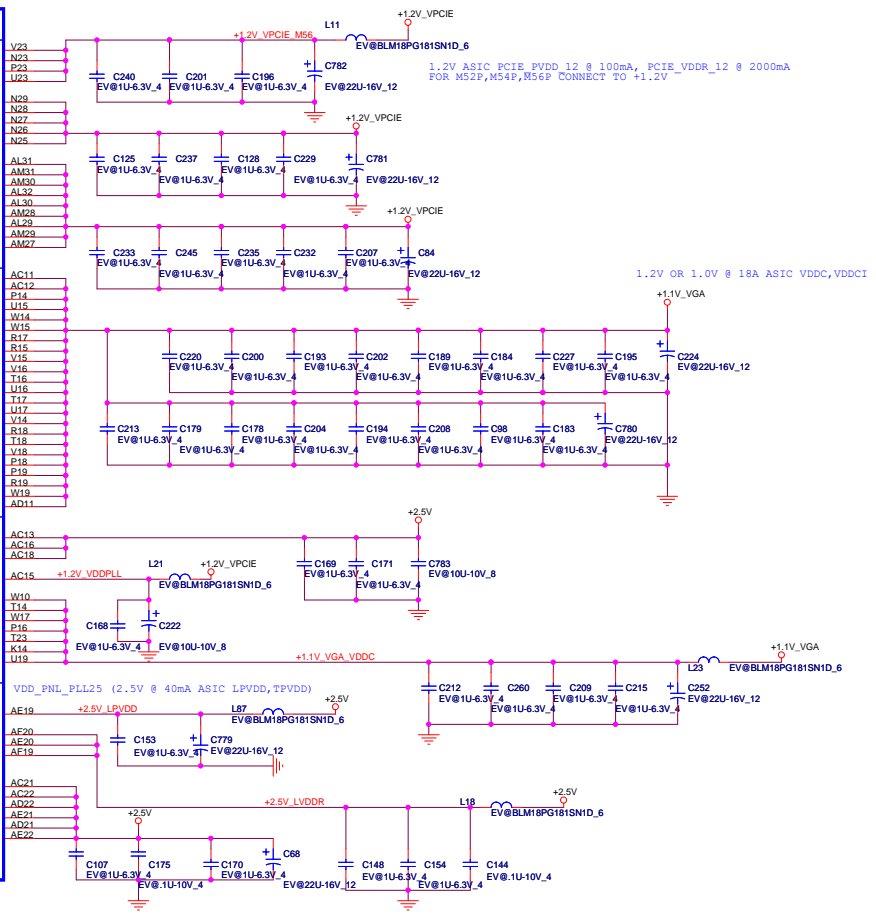 +1.2V_VPCIE
L11
+1.2V_VPCIE_M56
EV@BLM18PG181SN1D_6
V23
N23
P23
U23
C240
EV@1U-6.3V_4
C201
EV@1U-6.3V_4
C196
EV@1U-6.3V_4
C782
EV@22U-16V_12
1.2V ASIC PCIE_PVDD_12 @ 100mA, PCIE_VDDR_12 @ 2000mA
FOR M52P,M54P,M56P CONNECT TO +1.2V
N29
N28
N27
N26
N25
+1.2V_VPCIE
C125
EV@1U-6.3V_4
C237
EV@1U-6.3V_4
C128
EV@1U-6.3V_4
C229
EV@1U-6.3V_4
C781
EV@22U-16V_12
AL31
AM31
AM30
AL32
AL30
AM28
AL29
AM29
AM27
+1.2V_VPCIE
C233
EV@1U-6.3V_4
C245
EV@1U-6.3V_4
C235
EV@1U-6.3V_4
C232
EV@1U-6.3V_4
C207
EV@1U-6.3V_4
C84
EV@22U-16V_12
1.2V OR 1.0V @ 18A ASIC VDDC,VDDCI
+1.1V_VGA
AC11
AC12
P14
U15
W14
W15
R17
R15
V15
V16
T16
U16
T17
U17
V14
R18
T18
V18
P18
P19
R19
W19
AD11
C220
EV@1U-6.3V_4
C200
EV@1U-6.3V_4
C193
EV@1U-6.3V_4
C202
EV@1U-6.3V_4
C189
EV@1U-6.3V_4
C184
EV@1U-6.3V_4
C227
EV@1U-6.3V_4
C195
EV@1U-6.3V_4
C224
EV@22U-16V_12
C213
EV@1U-6.3V_4
C179
EV@1U-6.3V_4
C178
EV@1U-6.3V_4
C204
EV@1U-6.3V_4
C194
EV@1U-6.3V_4
C208
EV@1U-6.3V_4
C98
EV@1U-6.3V_4
C183
EV@1U-6.3V_4
C780
EV@22U-16V_12
+2.5V
AC13
AC16
AC18
C169
EV@1U-6.3V_4
C171
EV@1U-6.3V_4
C783
EV@10U-10V_8
AC15
+1.2V_VDDPLL
L21
+1.2V_VPCIE
EV@BLM18PG181SN1D_6
W10
T14
W17
P16
T23
K14
U19
C168
EV@1U-6.3V_4
C222
EV@10U-10V_8
+1.1V_VGA_VDDC
L23
+1.1V_VGA
EV@BLM18PG181SN1D_6
C212
EV@1U-6.3V_4
C260
EV@1U-6.3V_4
C209
EV@1U-6.3V_4
C215
EV@1U-6.3V_4
C252
EV@22U-16V_12
VDD_PNL_PLL25 (2.5V @ 40mA ASIC LPVDD,TPVDD)
AE19
+2.5V_LPVDD
L87
+2.5V
EV@BLM18PG181SN1D_6
AF20
AE20
AF19
C153
EV@1U-6.3V_4
C779
EV@22U-16V_12
AC21
AC22
AD22
AE21
AD21
AE22
+2.5V_LVDDR
L18
+2.5V
EV@BLM18PG181SN1D_6
+2.5V
C107
EV@1U-6.3V_4
C175
EV@.1U-10V_4
C170
EV@1U-6.3V_4
C68
EV@22U-16V_12
C148
EV@1U-6.3V_4
C154
EV@1U-6.3V_4
C144
EV@.1U-10V_4